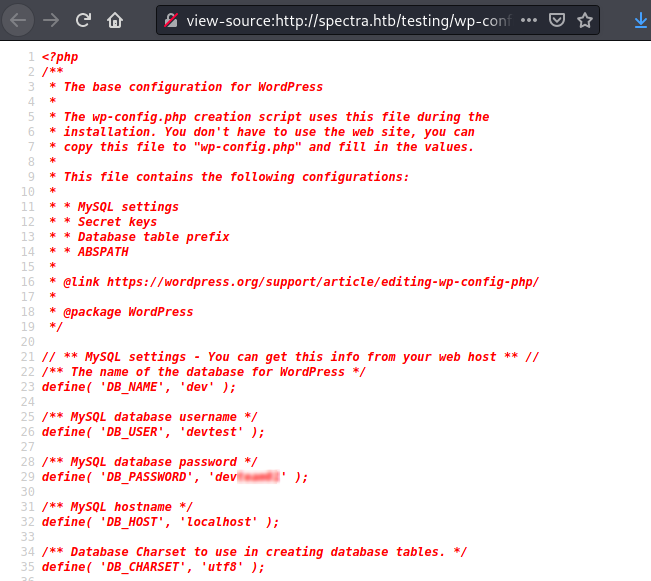 view-source:http://spectra.htb/testing/wp-conf
1 <?php
2 /**
3  * The base configuration for WordPress
4  *
5  * The wp-config.php creation script uses this file during the
6  * installation. You don't have to use the web site, you can
7  * copy this file to "wp-config.php" and fill in the values.
8  *
9  * This file contains the following configurations:
10  *
11  * * MySQL settings
12  * * Secret keys
13  * * Database table prefix
14  * * ABSPATH
15  *
16  * @link https://wordpress.org/support/article/editing-wp-config-php/
17  *
18  * @package WordPress
19  */
20
21 // ** MySQL settings - You can get this info from your web host ** //
22 /** The name of the database for WordPress */
23 define( 'DB_NAME', 'dev' );
24
25 /** MySQL database username */
26 define( 'DB_USER', 'devtest' );
27
28 /** MySQL database password */
29 define( 'DB_PASSWORD', 'dev' );
30
31 /** MySQL hostname */
32 define( 'DB_HOST', 'localhost' );
33
34 /** Database Charset to use in creating database tables. */
35 define( 'DB_CHARSET', 'utf8' );